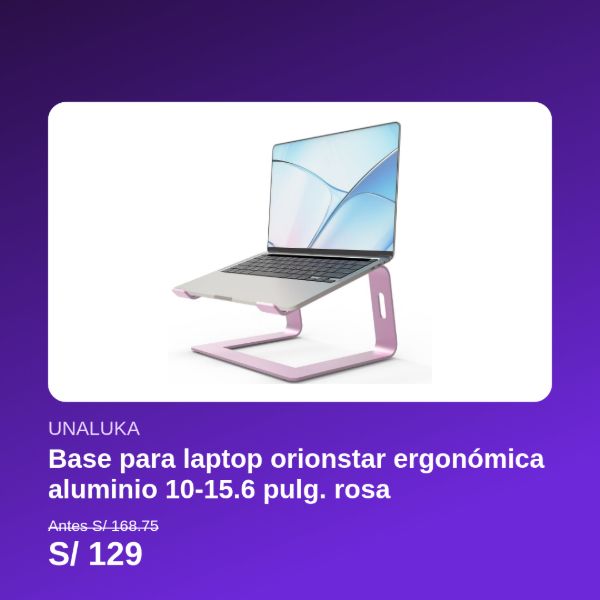 UNALUKA
Base para laptop orionstar ergonómica
aluminio 10-15.6 pulg. rosa
Antes S/ 168.75
S/ 129